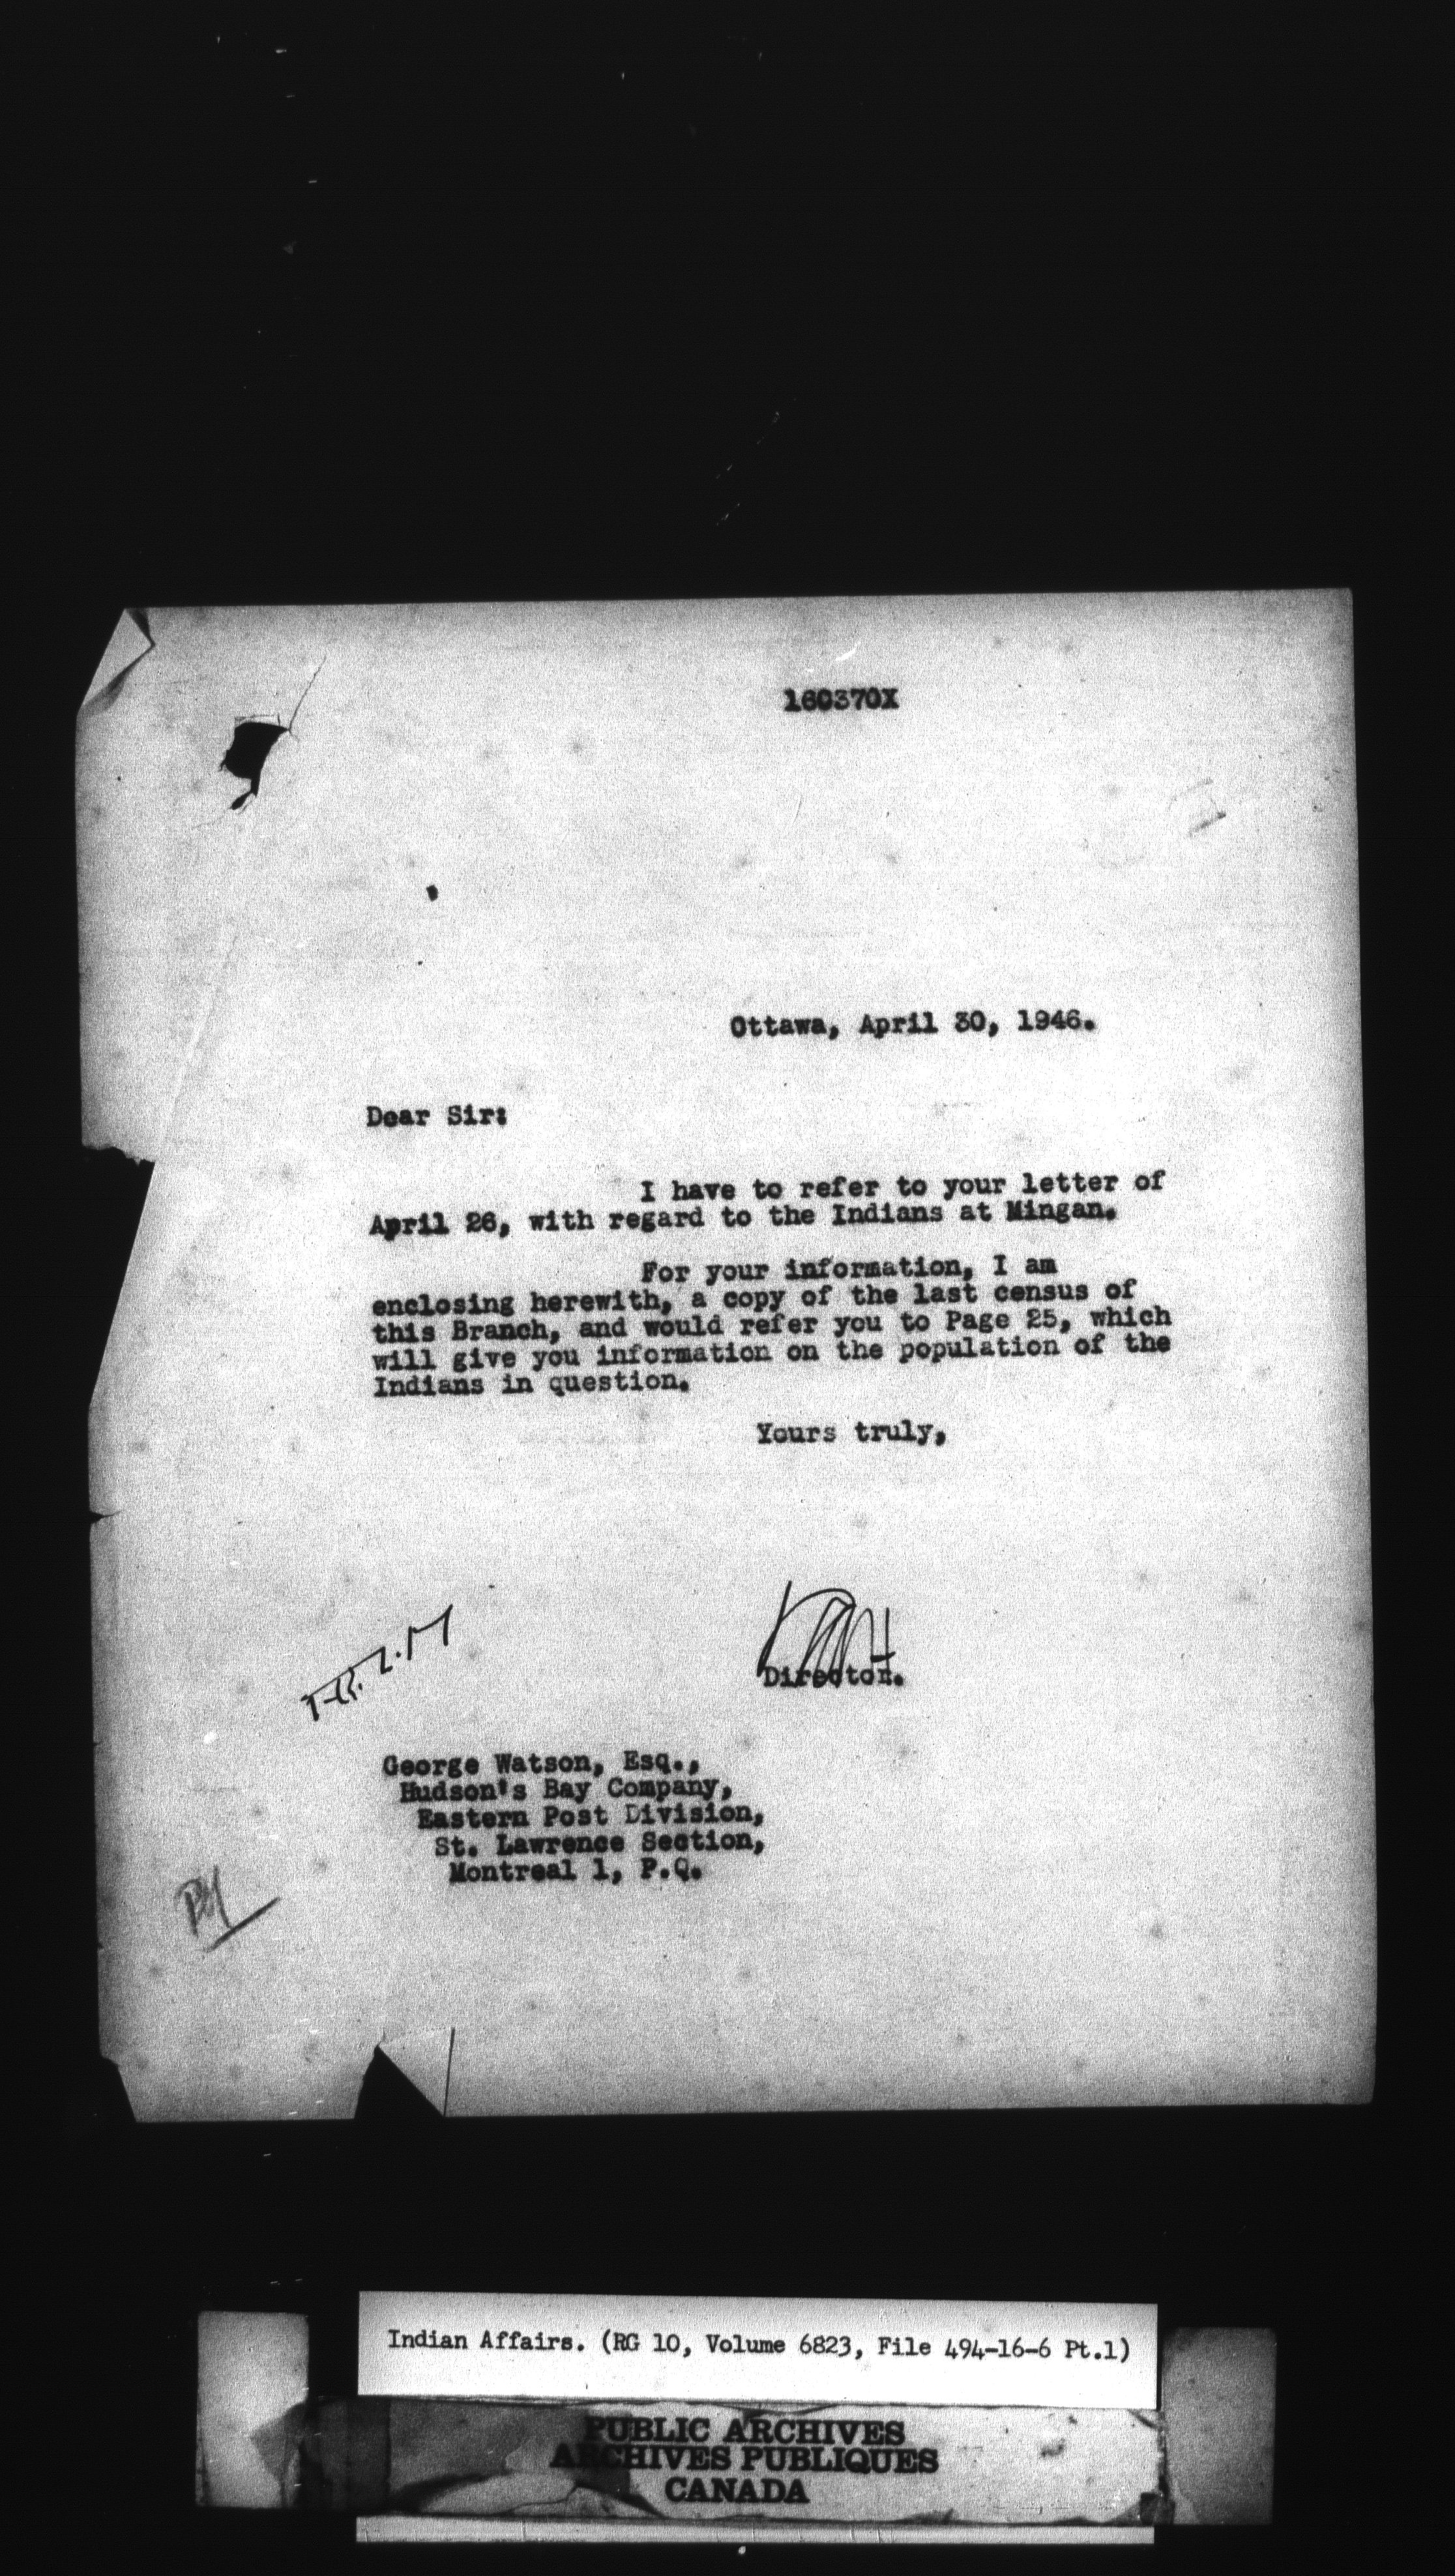 160370X
Ottawa, April 30, 1946.
Dear Sir:
I have to refer to your letter of
April 26, with regard to the Indians at Mingan.
For your information, I am
enclosing herewith, a copy of the last census of
this Branch, and would refer you to Page 25, which
will give you information on the population of the
Indians in question.
Yours truly,
Director.
George Watson, Esq.,
Hudson's Bay Company,
Eastern Post Division,
St. Lawrence Section,
Montreal 1, P.Q.
Indian Affairs. (RG 10, Volume 6823, File 494-16-6 Pt.1)
PUBLIC ARCHIVES
ARCHIVES PUBLIQUES
CANADA